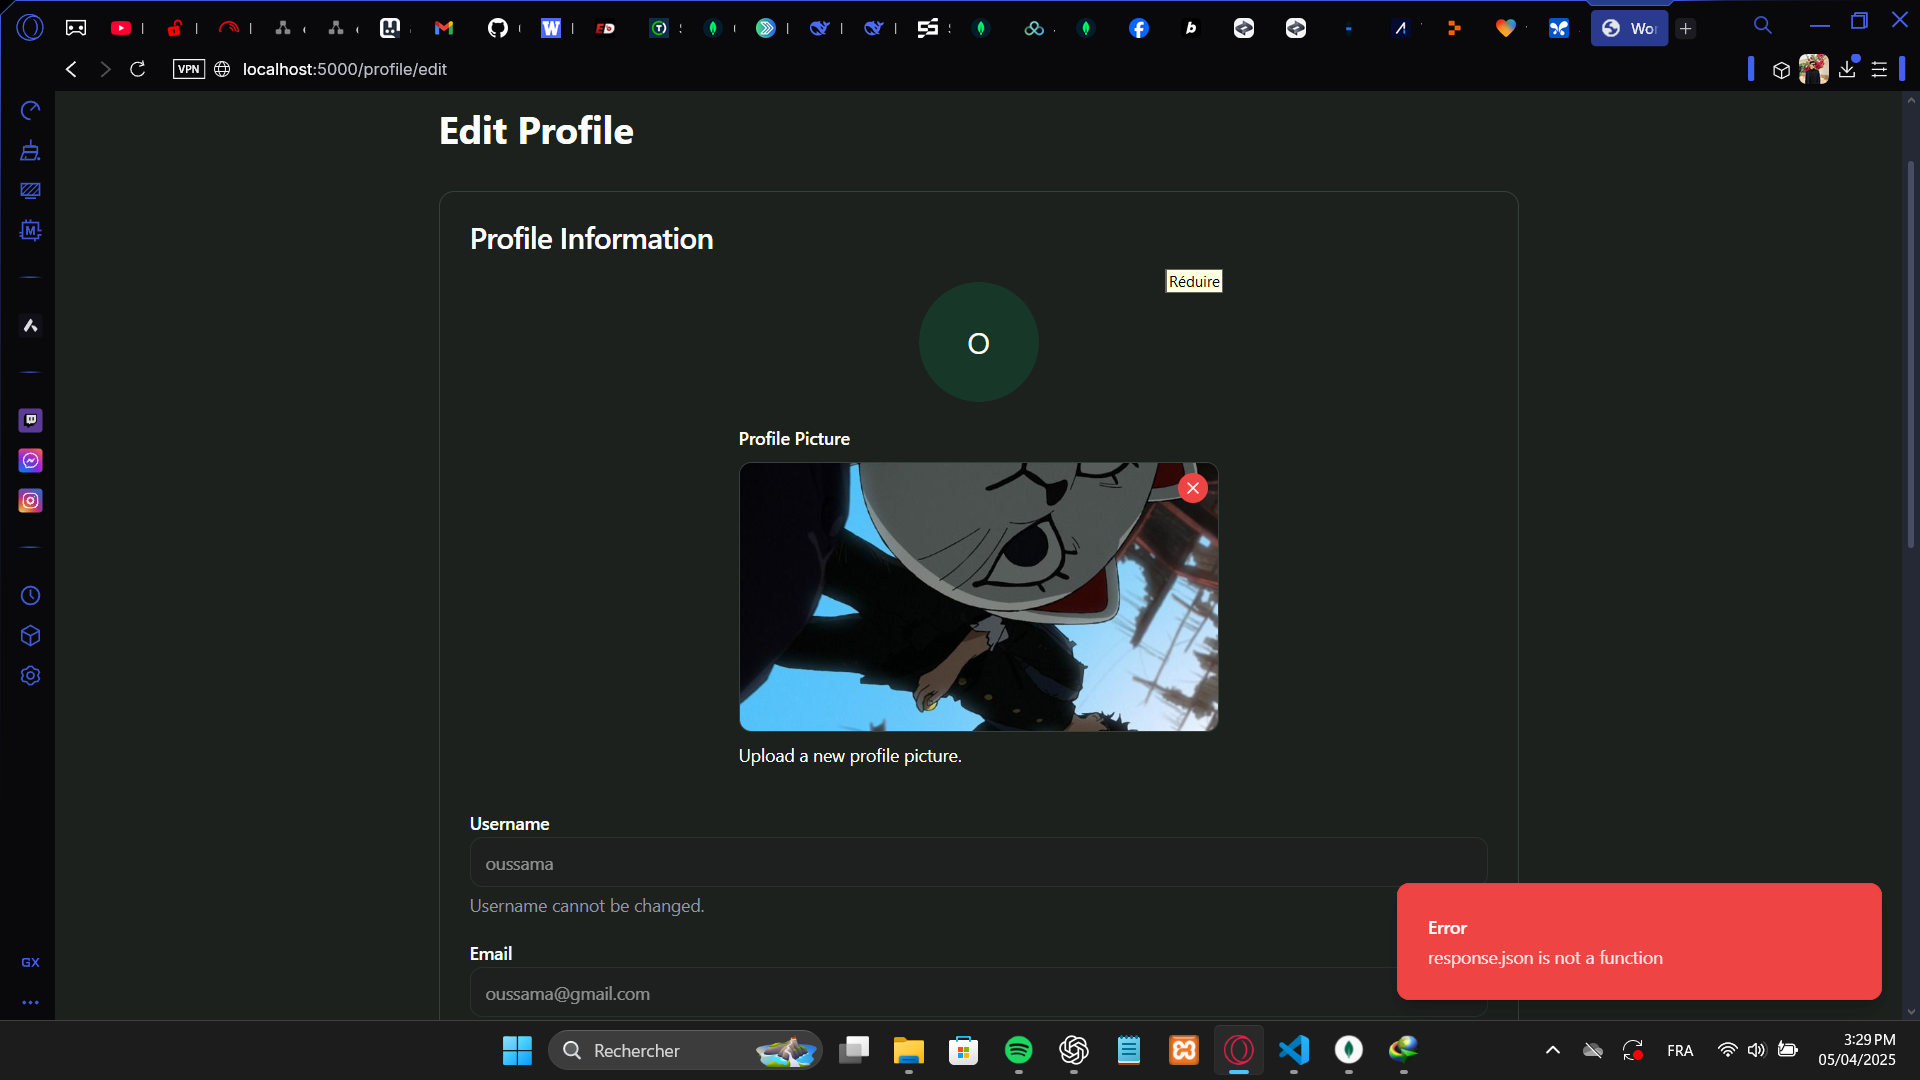 Wo
VPN
localhost:5000/profile/edit
Edit Profile
Profile Information
Réduire
O
Profile Picture
Upload a new profile picture.
Username
oussama
Username cannot be changed.
Email
oussama@gmail.com
Error
response.json is not a function
GX
Rechercher
FRA
3:29 PM
05/04/2025